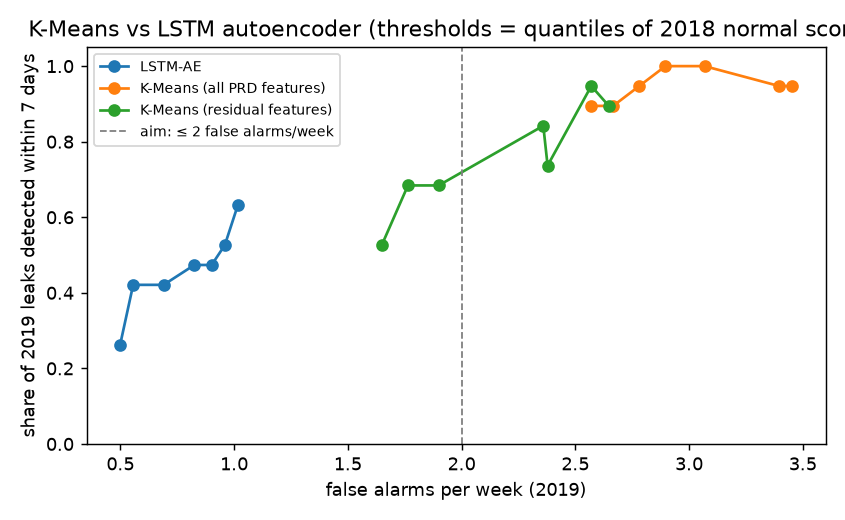 K-Means vs LSTM autoencoder (thresholds = quantiles of 2018 normal scor
LSTM-AE
K-Means (all PRD features)
K-Means (residual features)
aim: ≤ 2 false alarms/week
share of 2019 leaks detected within 7 days
1.0
0.8
0.6
0.4
0.2
0.0
0.5 1.0 1.5 2.0 2.5 3.0 3.5
false alarms per week (2019)